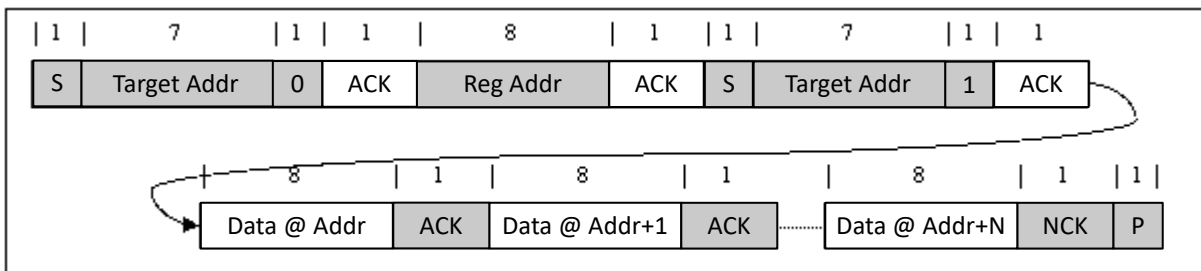 | 1 | 7 | 1 | 1 | 8 | 1 | 1 | 7 | 1 | 1
S Target Addr 0 ACK Reg Addr ACK S Target Addr 1 ACK
| 8 | 1 | 8 | 1 | 8 | 1 | 1 |
Data @ Addr ACK Data @ Addr+1 ACK Data @ Addr+N NCK P